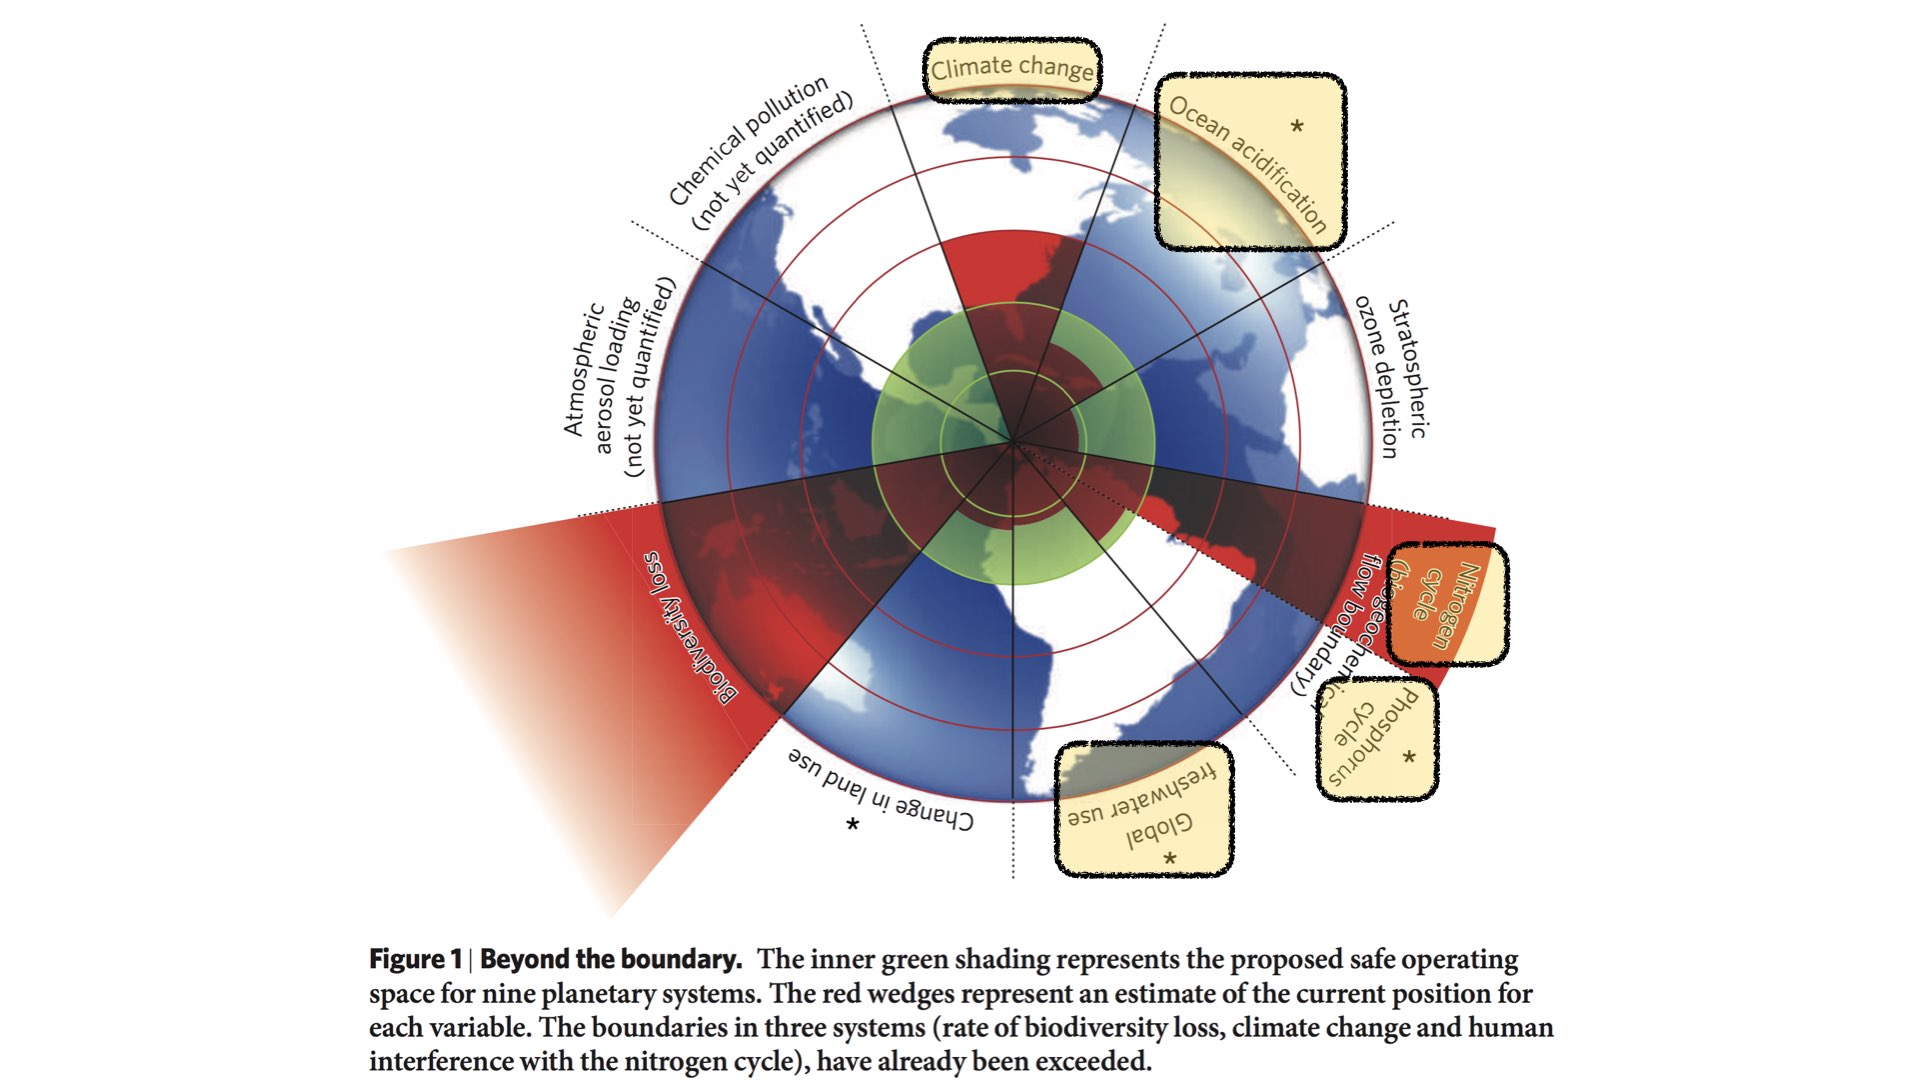 Climate change
Ocean acidification
*
Stratospheric
ozone depletion
Nitrogen
cycle
(biogeochemical
flow boundary)
Phosphorus
cycle
*
Global
freshwater use
*
Change in land use
*
Biodiversity loss
Atmospheric
aerosol loading
(not yet quantified)
Chemical pollution
(not yet quantified)
Figure 1 | Beyond the boundary. The inner green shading represents the proposed safe operating
space for nine planetary systems. The red wedges represent an estimate of the current position for
each variable. The boundaries in three systems (rate of biodiversity loss, climate change and human
interference with the nitrogen cycle), have already been exceeded.